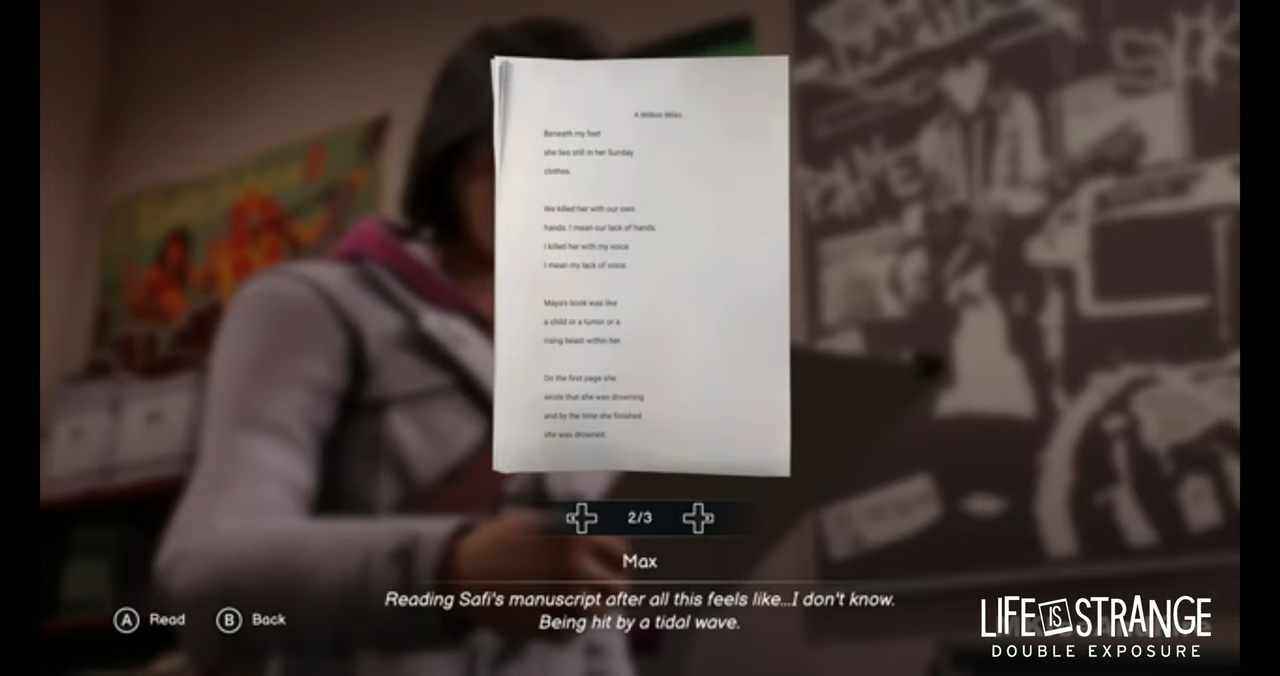 A Million Miles
Beneath my feet
she lies still in her Sunday
clothes.
We killed her with our own
hands. I mean our lack of hands.
I killed her with my voice
I mean my lack of voice.
Maya's book was like
a child or a tumor or a
rising beast within her.
On the first page she
wrote that she was drowning
and by the time she finished
she was drowned.
2/3
Max
Reading Safi's manuscript after all this feels like...I don't know.
Being hit by a tidal wave.
A Read
B Back
LIFE IS STRANGE
DOUBLE EXPOSURE